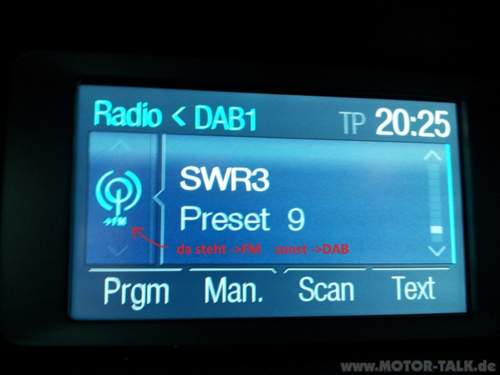 Radio < DAB1 TP 20:25
SWR3
->FM
Preset 9
da steht ->FM sonst ->DAB
Prgm Man. Scan Text
www.MOTOR-TALK.de